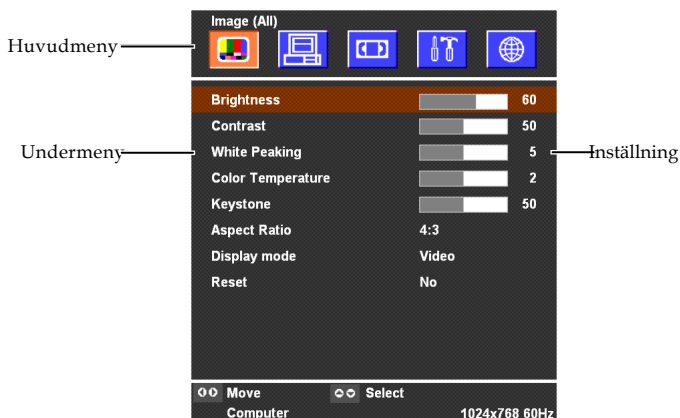 Image (All)
Huvudmeny
Brightness 60
Contrast 50
Undermeny White Peaking 5 Inställning
Color Temperature 2
Keystone 50
Aspect Ratio 4:3
Display mode Video
Reset No
Move Select
Computer 1024x768 60Hz